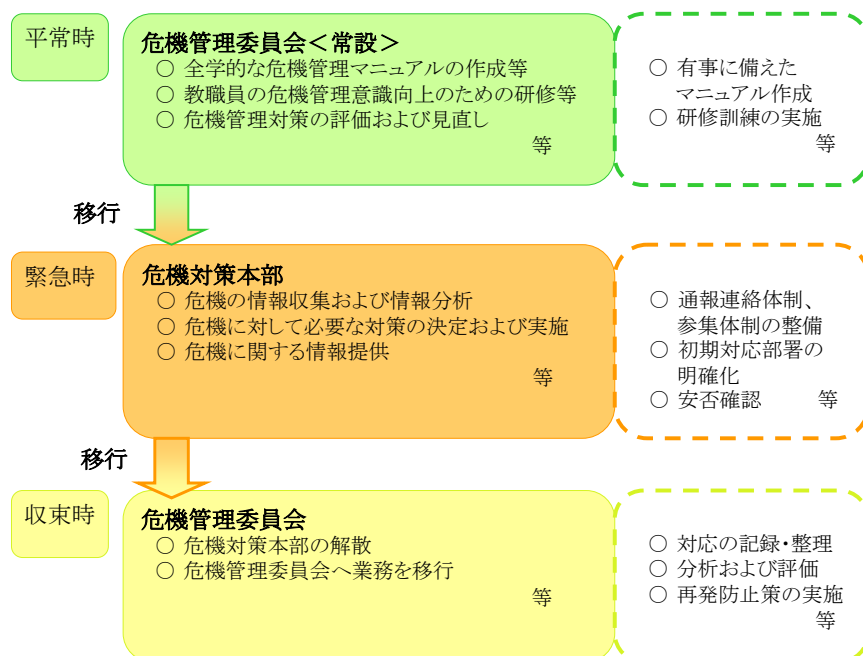 平常時
危機管理委員会＜常設＞
○ 全学的な危機管理マニュアルの作成等
○ 教職員の危機管理意識向上のための研修等
○ 危機管理対策の評価および見直し
等
○ 有事に備えた
マニュアル作成
○ 研修訓練の実施
等
移行
緊急時
危機対策本部
○ 危機の情報収集および情報分析
○ 危機に対して必要な対策の決定および実施
○ 危機に関する情報提供
等
○ 通報連絡体制、
参集体制の整備
○ 初期対応部署の
明確化
○ 安否確認 等
移行
収束時
危機管理委員会
○ 危機対策本部の解散
○ 危機管理委員会へ業務を移行
等
○ 対応の記録・整理
○ 分析および評価
○ 再発防止策の実施
等